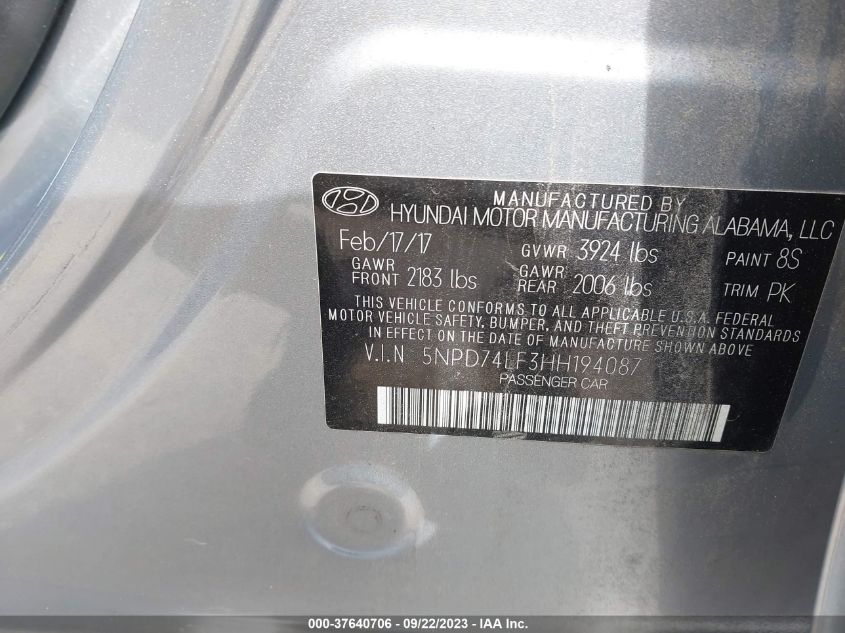 MANUFACTURED BY
HYUNDAI MOTOR MANUFACTURING ALABAMA, LLC
Feb/17/17 GVWR 3924 lbs PAINT 8S
GAWR FRONT 2183 lbs GAWR REAR 2006 lbs TRIM PK
THIS VEHICLE CONFORMS TO ALL APPLICABLE U.S.A. FEDERAL
MOTOR VEHICLE SAFETY, BUMPER, AND THEFT PREVENTION STANDARDS
IN EFFECT ON THE DATE OF MANUFACTURE SHOWN ABOVE
V.I.N 5NPD74LF3HH194087
PASSENGER CAR
000-37640706 - 09/22/2023 - IAA Inc.